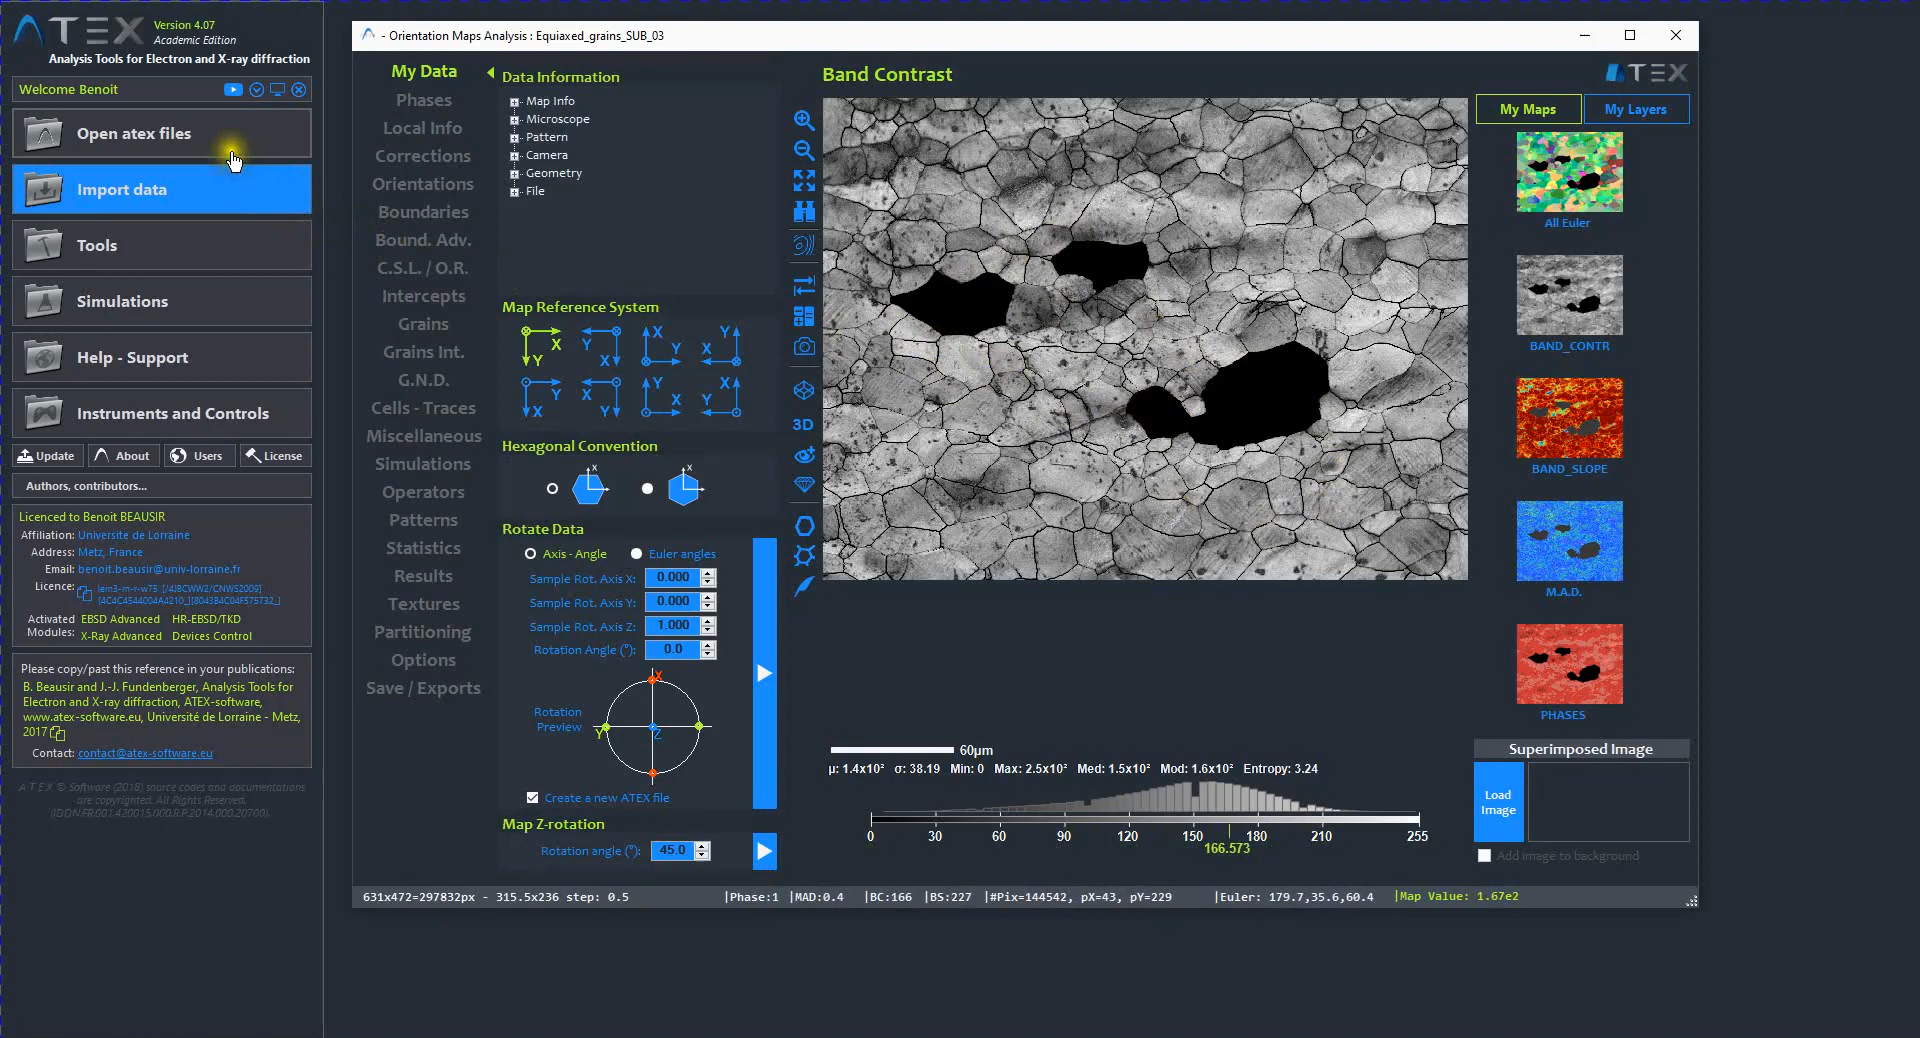 ATEX
Version 4.07
Academic Edition
Analysis Tools for Electron and X-ray diffraction
Welcome Benoit
Open atex files
Import data
Tools
Simulations
Help - Support
Instruments and Controls
Update
About
Users
License
Authors, contributors...
Licenced to Benoit BEAUSIR
Affiliation: Universite de Lorraine
Address: Metz, France
Email: benoit.beausir@univ-lorraine.fr
Licence:
Activated Modules: EBSD Advanced HR-EBSD/TKD
X-Ray Advanced Devices Control
Please copy/past this reference in your publications:
B. Beausir and J.-J. Fundenberger, Analysis Tools for
Electron and X-ray diffraction, ATEX-software,
www.atex-software.eu, Université de Lorraine - Metz,
2017
Contact: contact@atex-software.eu
A T E X © Software (2018) source codes and documentations
are copyrighted. All Rights Reserved.
- Orientation Maps Analysis : Equiaxed_grains_SUB_03
My Data
Phases
Local Info
Corrections
Orientations
Boundaries
Bound. Adv.
C.S.L. / O.R.
Intercepts
Grains
Grains Int.
G.N.D.
Cells - Traces
Miscellaneous
Simulations
Operators
Patterns
Statistics
Results
Textures
Partitioning
Options
Save / Exports
Data Information
Map Info
Microscope
Pattern
Camera
Geometry
File
Map Reference System
X Y Y X X Y Y X
Y X X Y Y X X Y
Hexagonal Convention
x x
Rotate Data
Axis - Angle Euler angles
Sample Rot. Axis X: 0.000
Sample Rot. Axis Y: 0.000
Sample Rot. Axis Z: 1.000
Rotation Angle (°): 0.0
Rotation Preview
X
Y
Z
Create a new ATEX file
Map Z-rotation
Rotation angle (°): 45.0
Band Contrast
3D
60µm
µ: 1.4x10² σ: 38.19 Min: 0 Max: 2.5x10² Med: 1.5x10² Mod: 1.6x10² Entropy: 3.24
0 30 60 90 120 150 180 210 255
166.573
ATEX
My Maps
My Layers
All Euler
BAND_CONTR
BAND_SLOPE
M.A.D.
PHASES
Superimposed Image
Load Image
Add image to background
631x472=297832px - 315.5x236 step: 0.5 |Phase:1 |MAD:0.4 |BC:166 |BS:227 |#Pix=144542, pX=43, pY=229 |Euler: 179.7,35.6,60.4 |Map Value: 1.67e2